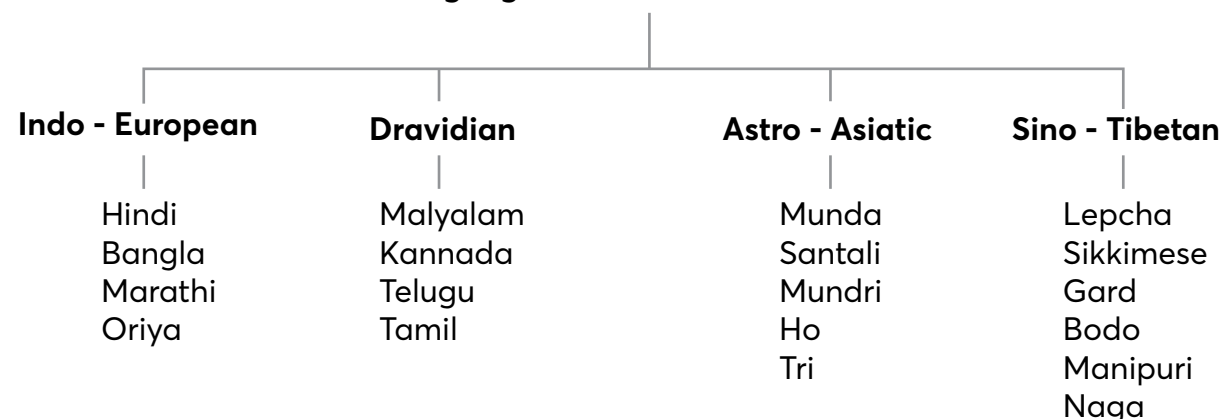 Indo - European
Dravidian
Astro - Asiatic
Sino - Tibetan
Hindi
Bangla
Marathi
Oriya
Malyalam
Kannada
Telugu
Tamil
Munda
Santali
Mundri
Ho
Tri
Lepcha
Sikkimese
Gard
Bodo
Manipuri
Naga